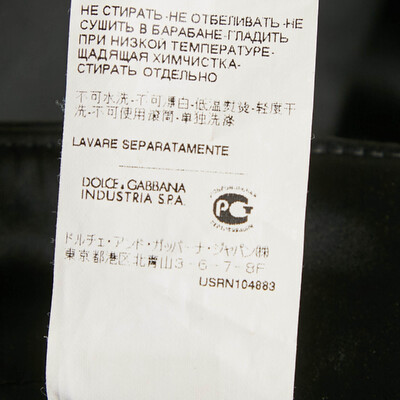 НЕ СТИРАТЬ-НЕ ОТБЕЛИВАТЬ-НЕ
СУШИТЬ В БАРАБАНЕ-ГЛАДИТЬ
ПРИ НИЗКОЙ ТЕМПЕРАТУРЕ-
ЩАДЯЩАЯ ХИМЧИСТКА-
СТИРАТЬ ОТДЕЛЬНО
不可水洗-不可漂白-低温熨烫-轻度干
洗-不可使用滚筒-单独洗涤
LAVARE SEPARATAMENTE
DOLCE & GABBANA
INDUSTRIA S.P.A.
ドルチェ・アンド・ガッバーナ・ジャパン(株)
東京都港区北青山3-6-7-8F
USRN104883